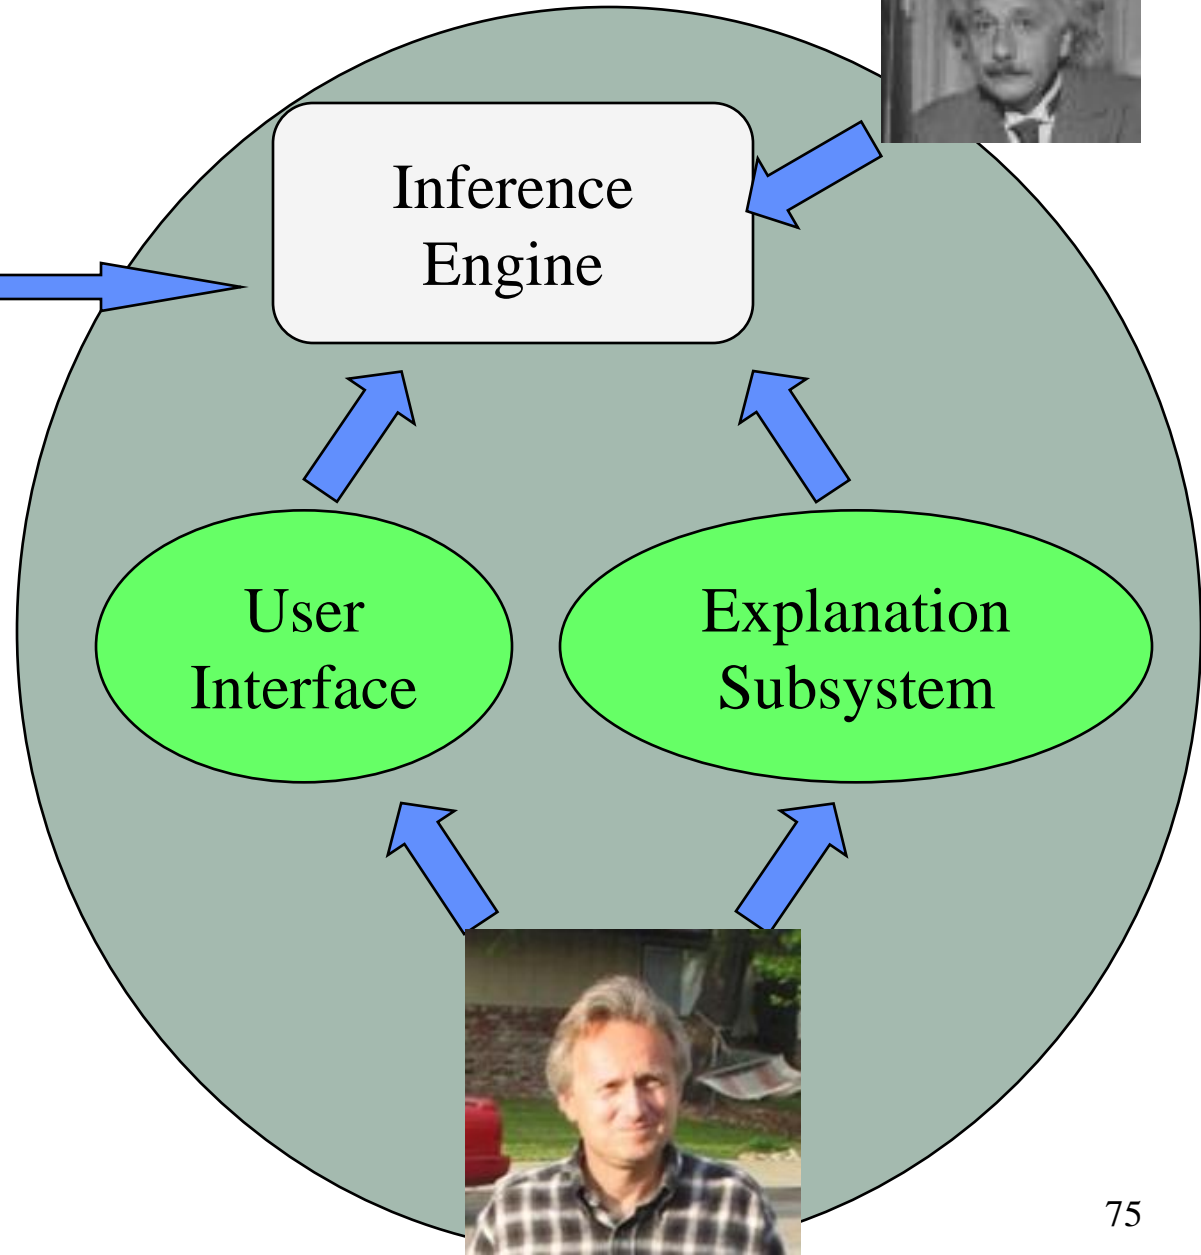 Inference
Engine
User
Interface
Explanation
Subsystem
75